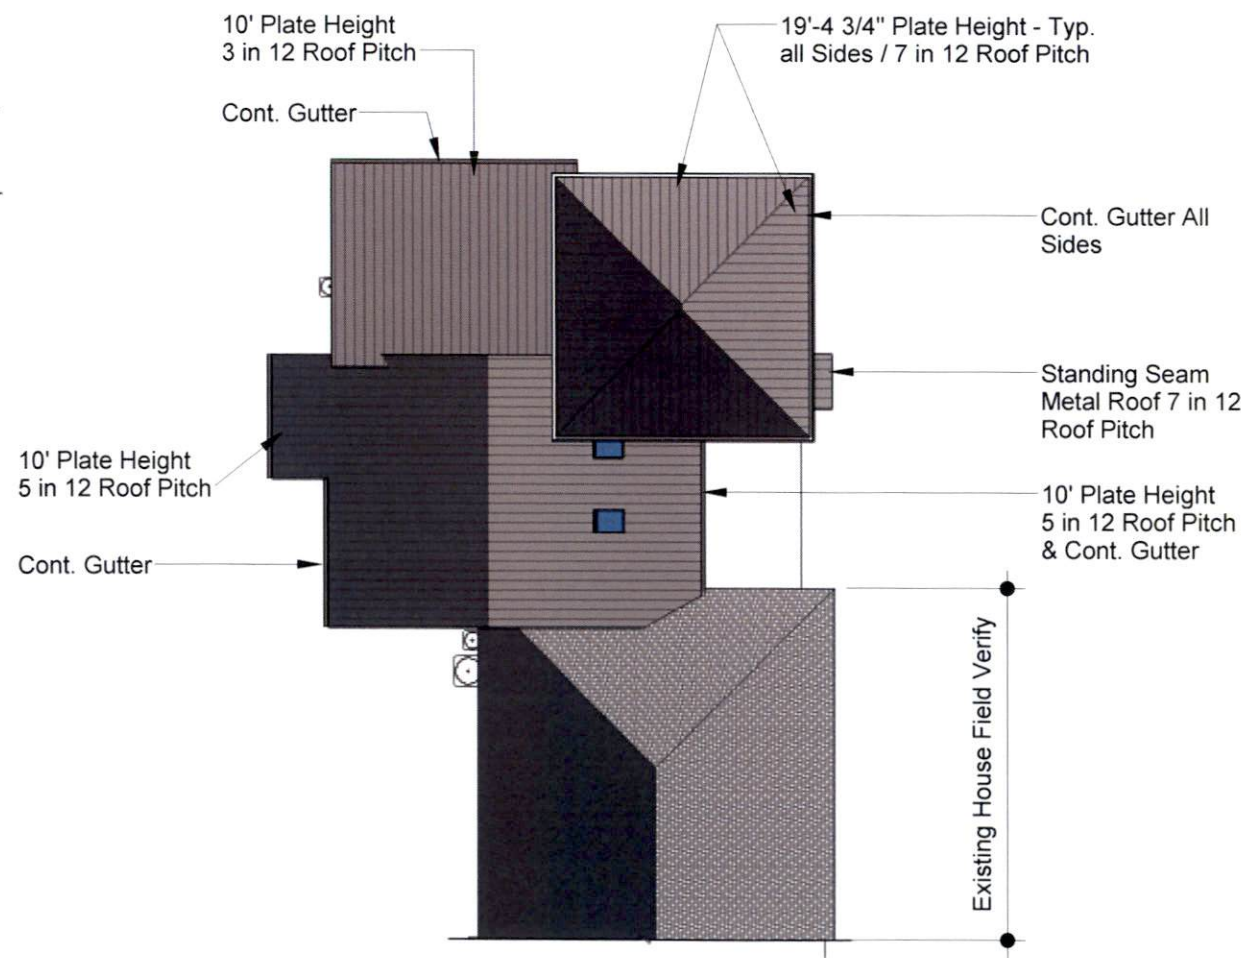 10' Plate Height
3 in 12 Roof Pitch
19'-4 3/4" Plate Height - Typ.
all Sides / 7 in 12 Roof Pitch
Cont. Gutter
Cont. Gutter All
Sides
Standing Seam
Metal Roof 7 in 12
Roof Pitch
10' Plate Height
5 in 12 Roof Pitch
10' Plate Height
5 in 12 Roof Pitch
& Cont. Gutter
Cont. Gutter
Existing House Field Verify